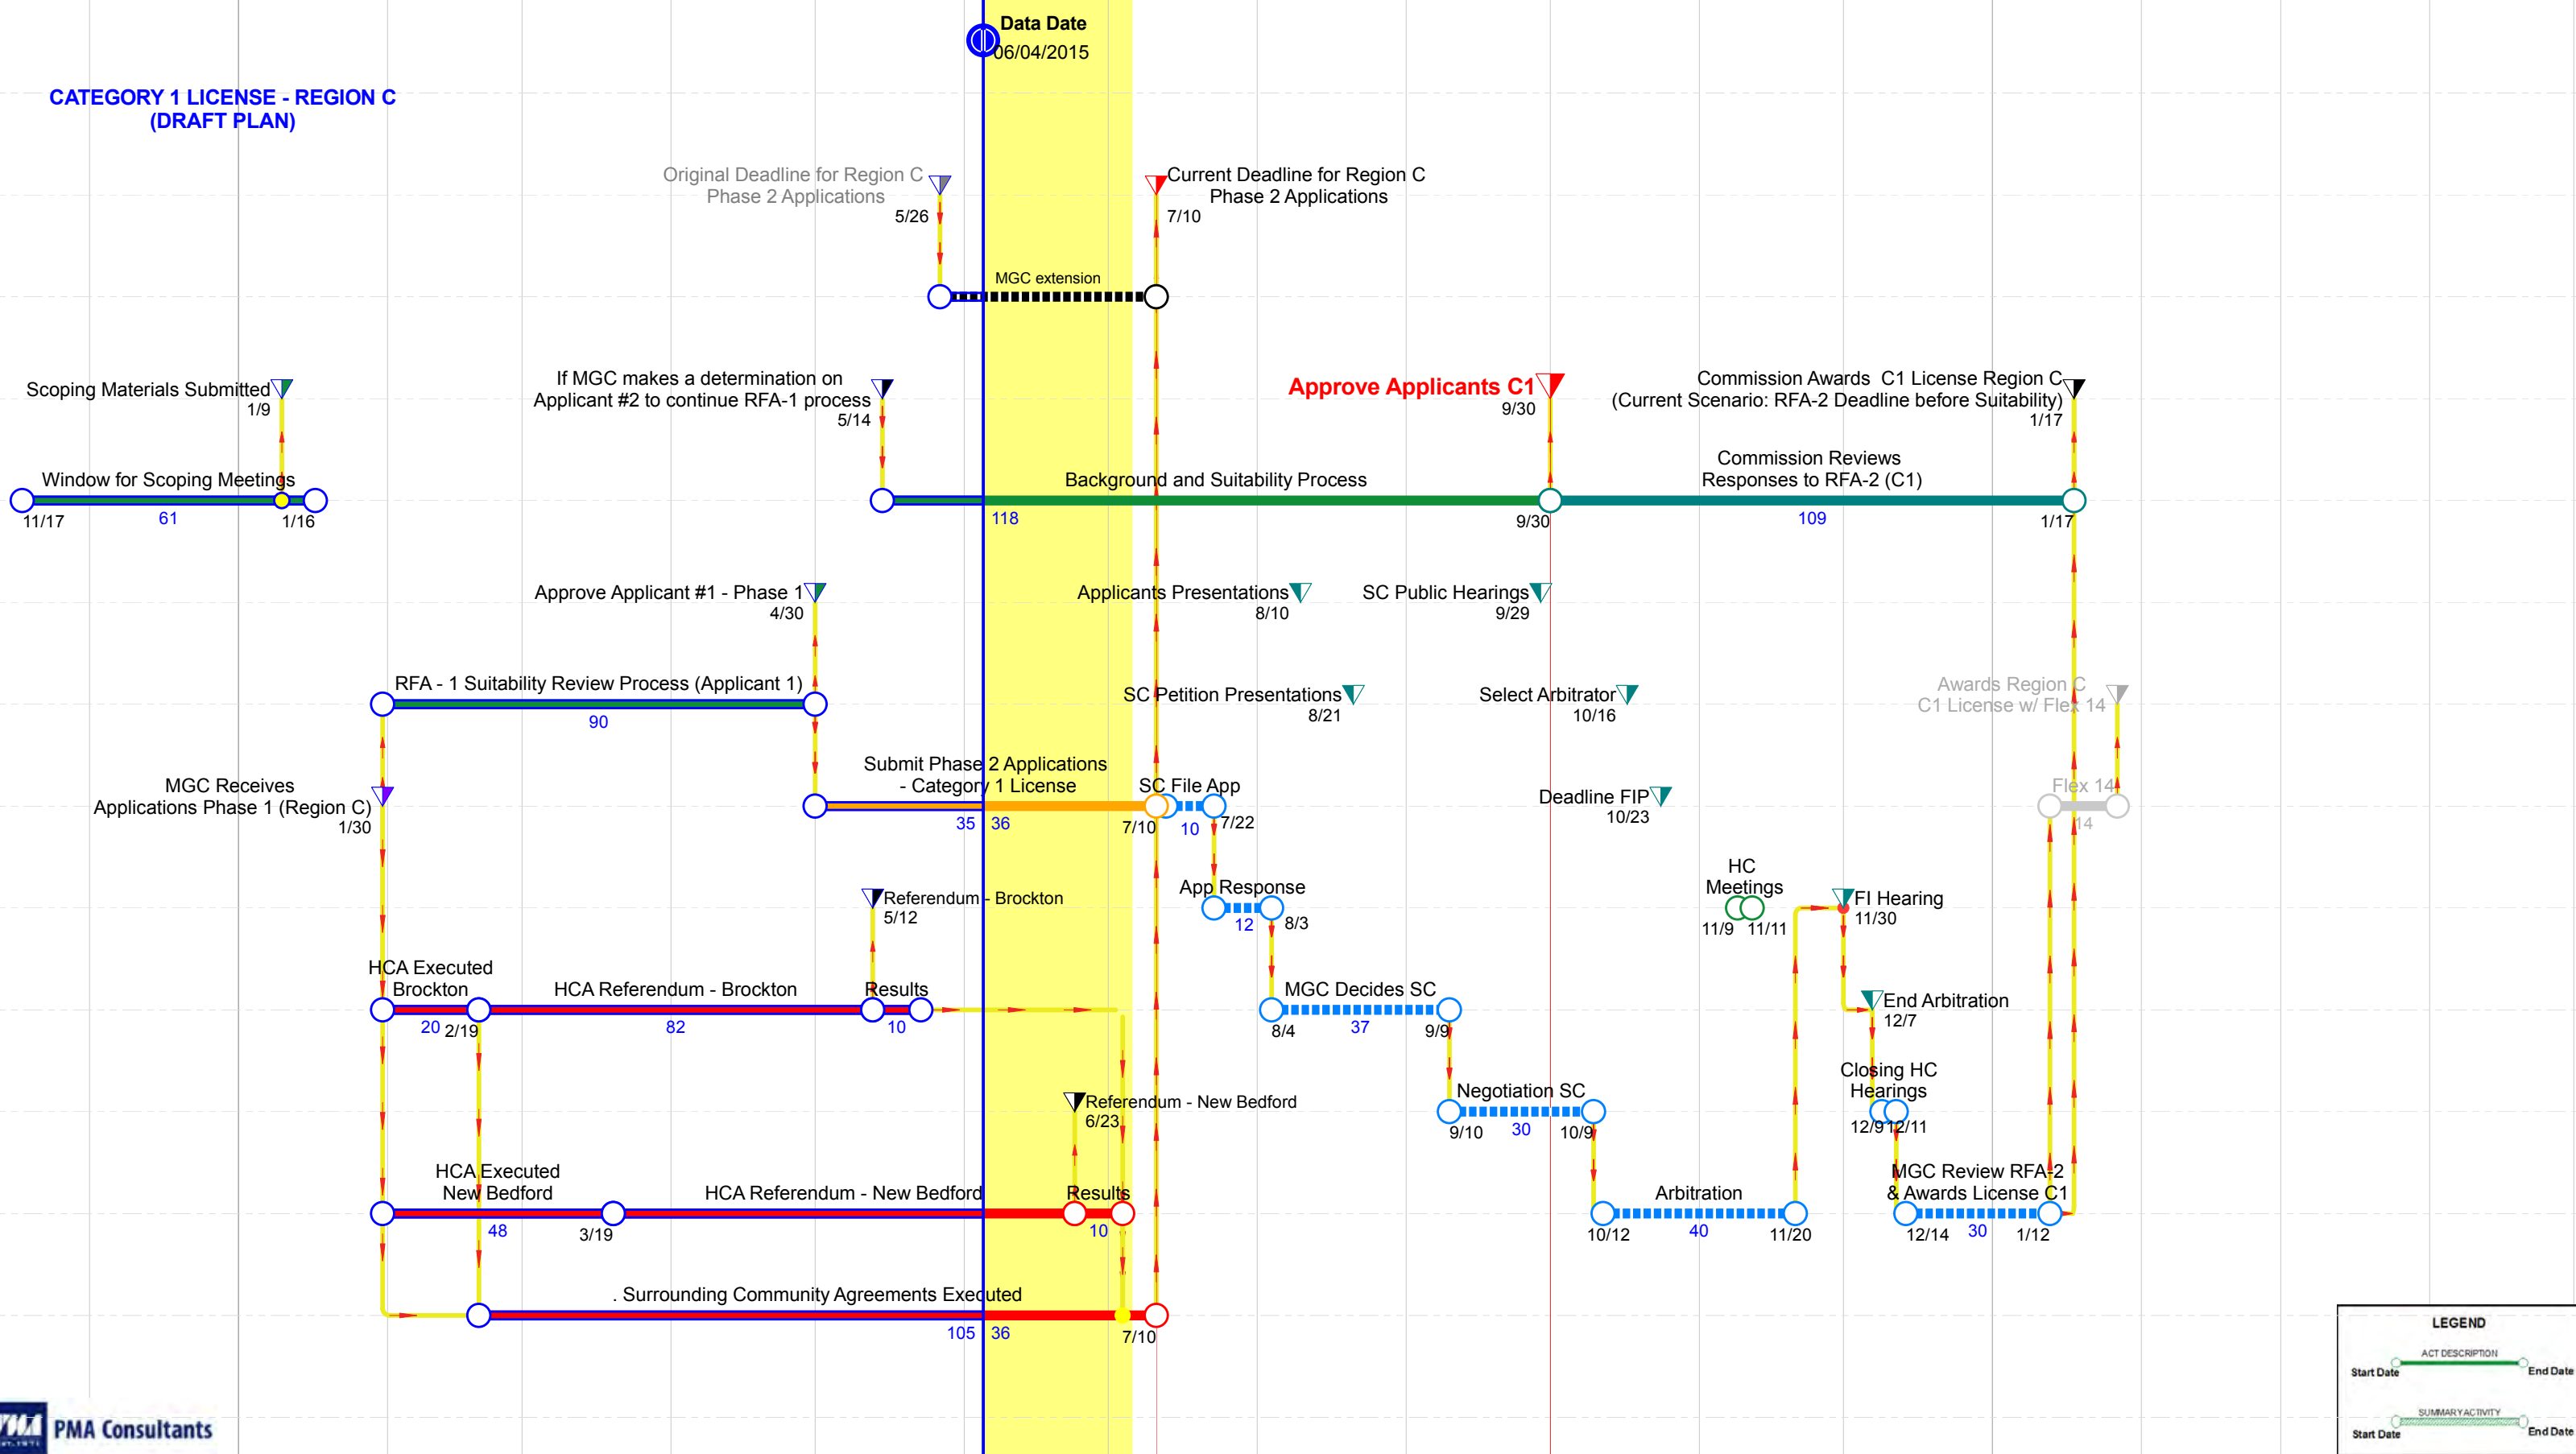 Data Date
06/04/2015
CATEGORY 1 LICENSE - REGION C
(DRAFT PLAN)
Original Deadline for Region C
Phase 2 Applications
5/26
Current Deadline for Region C
Phase 2 Applications
7/10
MGC extension
Scoping Materials Submitted
1/9
If MGC makes a determination on
Applicant #2 to continue RFA-1 process
5/14
Approve Applicants C1
9/30
Commission Awards C1 License Region C
(Current Scenario: RFA-2 Deadline before Suitability)
1/17
Window for Scoping Meetings
11/17
61
1/16
Background and Suitability Process
118
9/30
Commission Reviews
Responses to RFA-2 (C1)
109
1/17
Approve Applicant #1 - Phase 1
4/30
Applicants Presentations
8/10
SC Public Hearings
9/29
RFA - 1 Suitability Review Process (Applicant 1)
90
SC Petition Presentations
8/21
Select Arbitrator
10/16
Awards Region C
C1 License w/ Flex 14
MGC Receives
Applications Phase 1 (Region C)
1/30
Submit Phase 2 Applications
- Category 1 License
35
36
7/10
SC File App
10
7/22
Deadline FIP
10/23
Flex 14
14
Referendum - Brockton
5/12
App Response
12
8/3
HC
Meetings
11/9
11/11
FI Hearing
11/30
HCA Executed
Brockton
20
2/19
HCA Referendum - Brockton
82
Results
10
MGC Decides SC
8/4
37
9/9
End Arbitration
12/7
Referendum - New Bedford
6/23
Negotiation SC
9/10
30
10/9
Closing HC
Hearings
12/9
12/11
HCA Executed
New Bedford
48
3/19
HCA Referendum - New Bedford
Results
10
Arbitration
10/12
40
11/20
MGC Review RFA-2
& Awards License C1
12/14
30
1/12
. Surrounding Community Agreements Executed
105
36
7/10
LEGEND
ACT DESCRIPTION
Start Date
End Date
SUMMARY ACTIVITY
Start Date
End Date
PMA Consultants